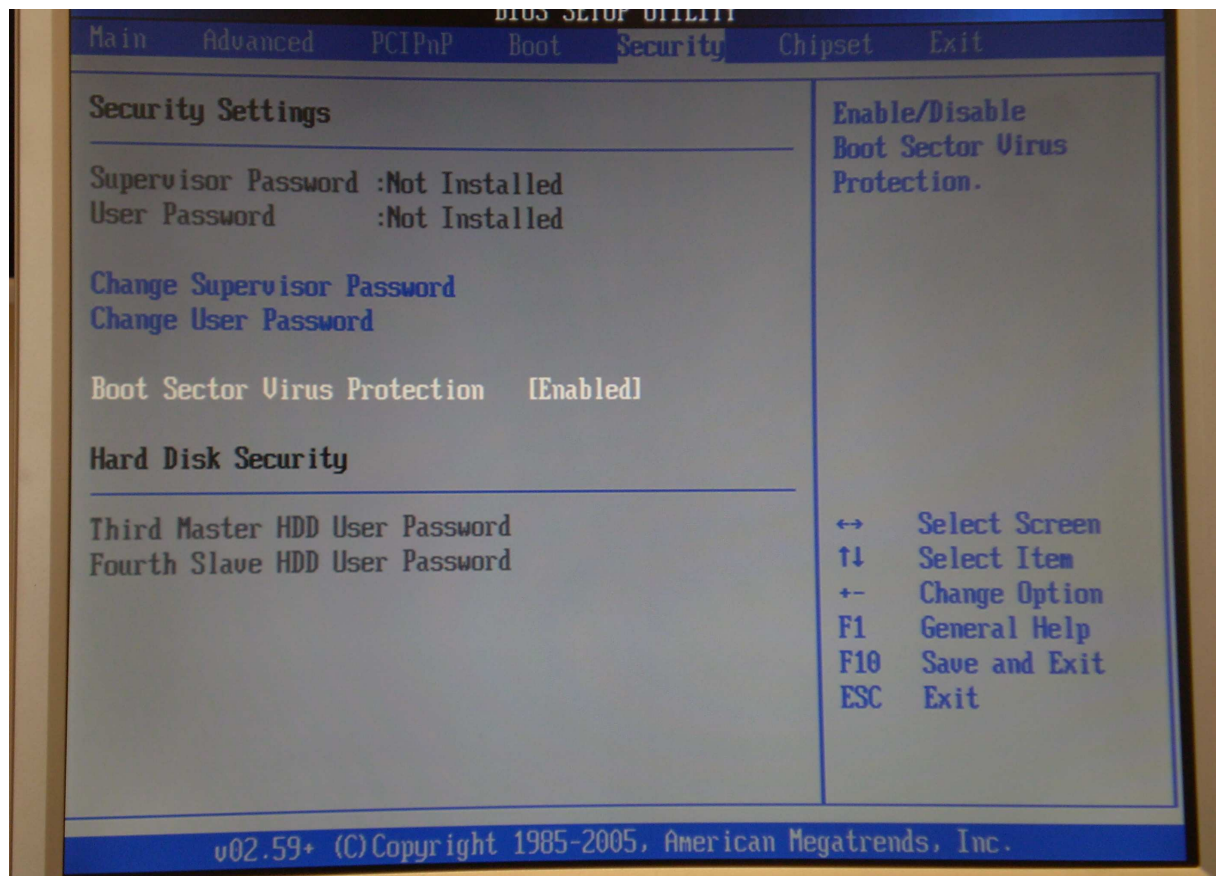 BIOS SETUP UTILITY
Main Advanced PCIPnP Boot Security Chipset Exit
Security Settings
Supervisor Password :Not Installed
User Password :Not Installed
Change Supervisor Password
Change User Password
Boot Sector Virus Protection [Enabled]
Hard Disk Security
Third Master HDD User Password
Fourth Slave HDD User Password
Enable/Disable
Boot Sector Virus
Protection.
↔ Select Screen
↑↓ Select Item
+- Change Option
F1 General Help
F10 Save and Exit
ESC Exit
v02.59+ (C)Copyright 1985-2005, American Megatrends, Inc.